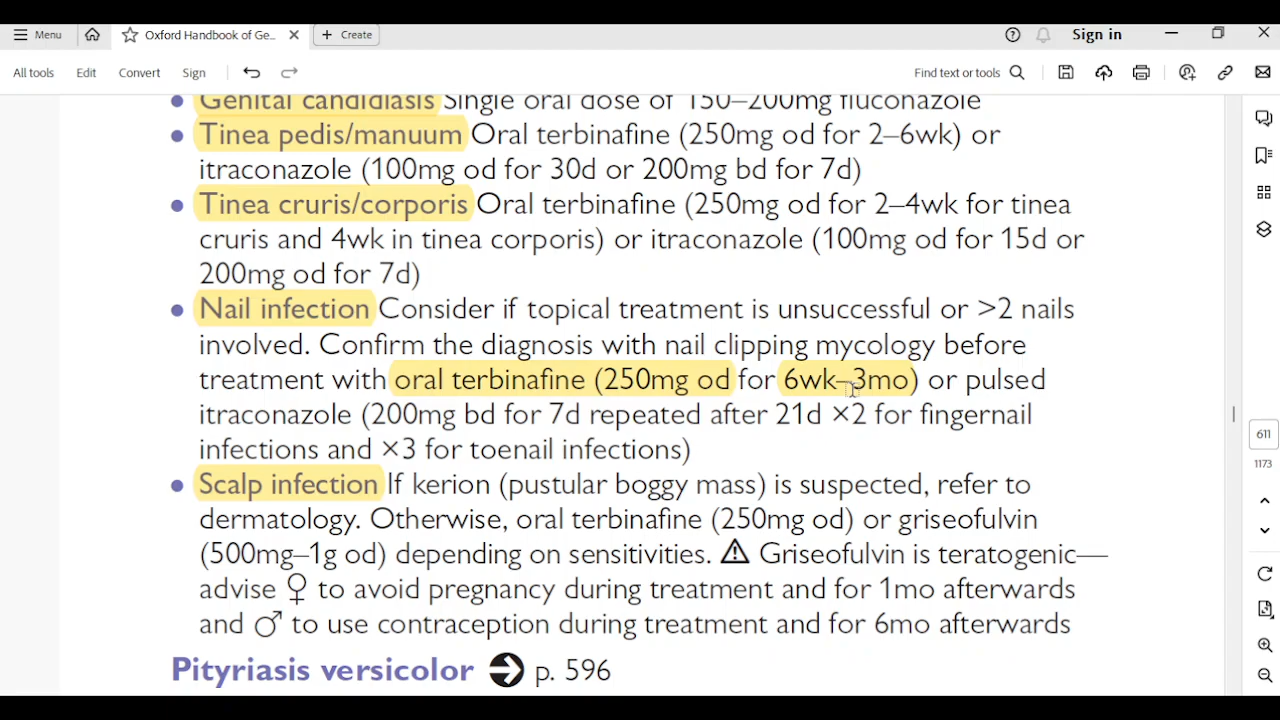 Menu
Oxford Handbook of Ge...
Create
Sign in
All tools
Edit
Convert
Sign
Find text or tools
• Genital candidiasis Single oral dose of 150–200mg fluconazole
• Tinea pedis/manuum Oral terbinafine (250mg od for 2–6wk) or
itraconazole (100mg od for 30d or 200mg bd for 7d)
• Tinea cruris/corporis Oral terbinafine (250mg od for 2–4wk for tinea
cruris and 4wk in tinea corporis) or itraconazole (100mg od for 15d or
200mg od for 7d)
• Nail infection Consider if topical treatment is unsuccessful or >2 nails
involved. Confirm the diagnosis with nail clipping mycology before
treatment with oral terbinafine (250mg od for 6wk–3mo) or pulsed
itraconazole (200mg bd for 7d repeated after 21d ×2 for fingernail
infections and ×3 for toenail infections)
• Scalp infection If kerion (pustular boggy mass) is suspected, refer to
dermatology. Otherwise, oral terbinafine (250mg od) or griseofulvin
(500mg–1g od) depending on sensitivities. ⚠ Griseofulvin is teratogenic—
advise ♀ to avoid pregnancy during treatment and for 1mo afterwards
and ♂ to use contraception during treatment and for 6mo afterwards
Pityriasis versicolor ➔ p. 596
611
1173